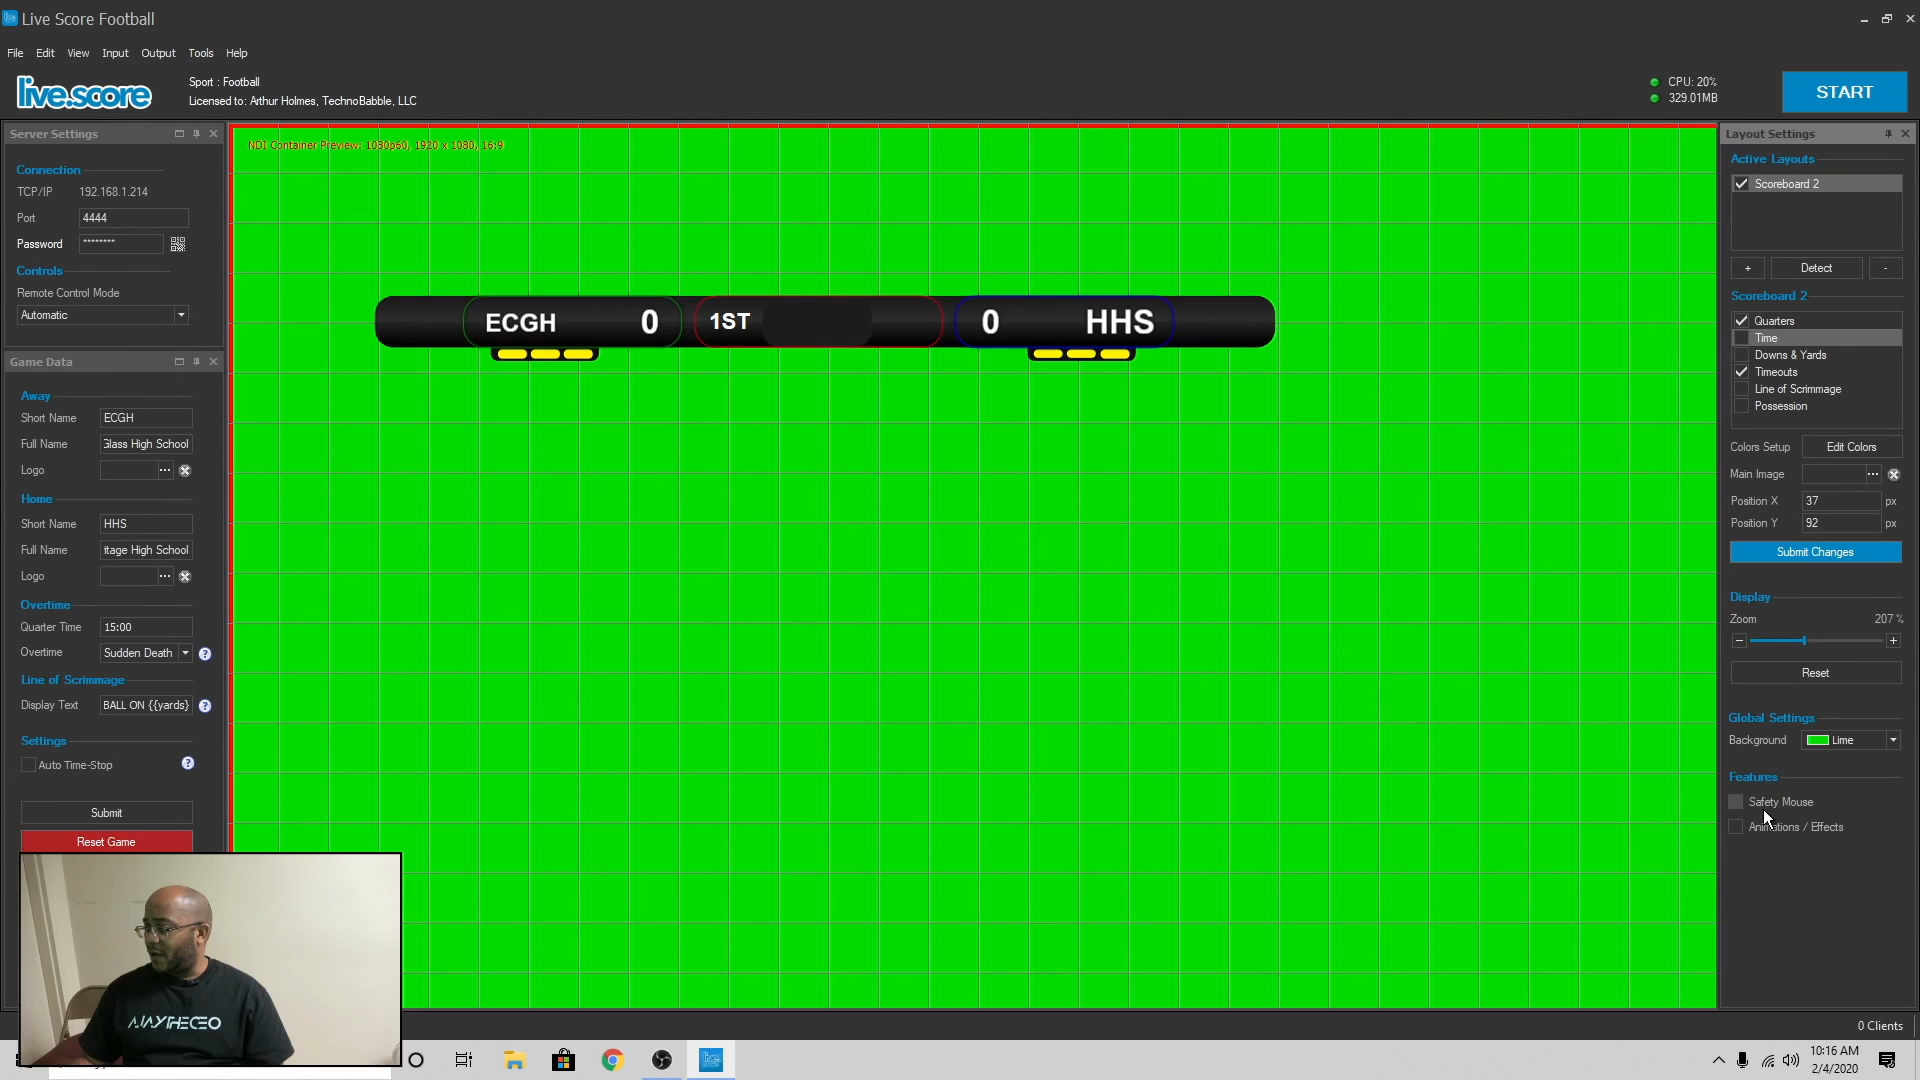 Live Score Football
File Edit View Input Output Tools Help
live.score
Sport : Football
Licensed to: Arthur Holmes, TechnoBabble, LLC
CPU: 20%
329.01MB
START
Server Settings
Connection
TCP/IP 192.168.1.214
Port 4444
Password ********
Controls
Remote Control Mode
Automatic
Game Data
Away
Short Name ECGH
Full Name Glass High School
Logo ...
Home
Short Name HHS
Full Name itage High School
Logo ...
Overtime
Quarter Time 15:00
Overtime Sudden Death ?
Line of Scrimmage
Display Text BALL ON {{yards} ?
Settings
Auto Time-Stop ?
Submit
Reset Game
NDI Container Preview: 1080p60, 1920 x 1080, 16:9
ECGH 0 1ST 0 HHS
Layout Settings
Active Layouts
Scoreboard 2
+ Detect -
Scoreboard 2
Quarters
Time
Downs & Yards
Timeouts
Line of Scrimmage
Possession
Colors Setup Edit Colors
Main Image ...
Position X 37 px
Position Y 92 px
Submit Changes
Display
Zoom 207 %
Reset
Global Settings
Background Lime
Features
Safety Mouse
Animations / Effects
0 Clients
AJAYTHECEO
10:16 AM
2/4/2020